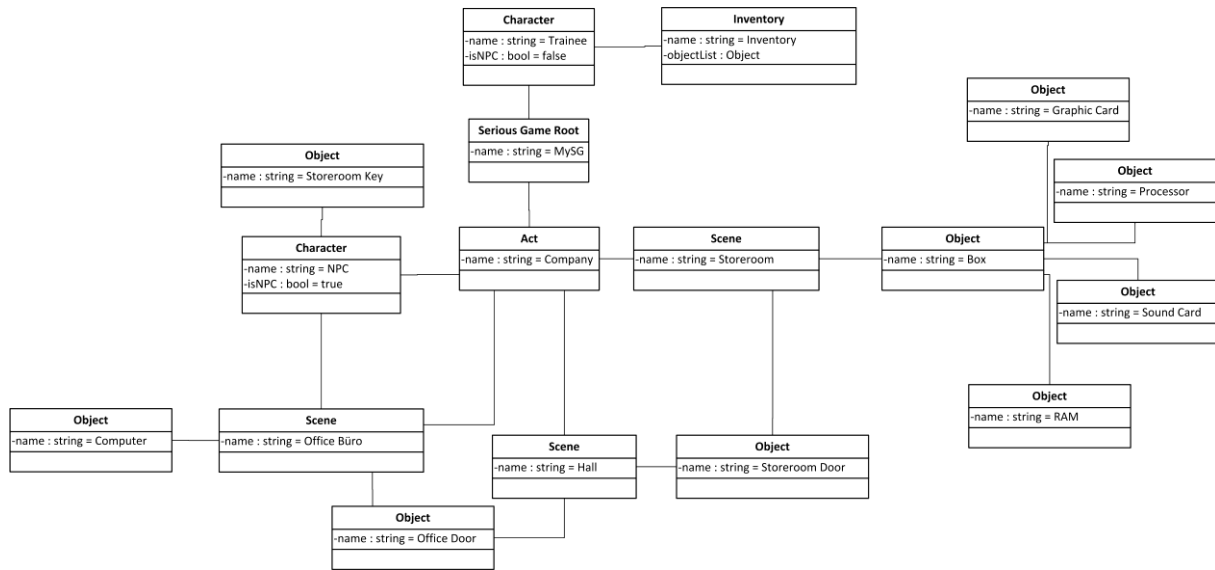 Character
-name : string = Trainee
-isNPC : bool = false
Inventory
-name : string = Inventory
-objectList : Object
Object
-name : string = Graphic Card
Serious Game Root
-name : string = MySG
Object
-name : string = Storeroom Key
Object
-name : string = Processor
Character
-name : string = NPC
-isNPC : bool = true
Act
-name : string = Company
Scene
-name : string = Storeroom
Object
-name : string = Box
Object
-name : string = Sound Card
Object
-name : string = RAM
Object
-name : string = Computer
Scene
-name : string = Office Büro
Scene
-name : string = Hall
Object
-name : string = Storeroom Door
Object
-name : string = Office Door